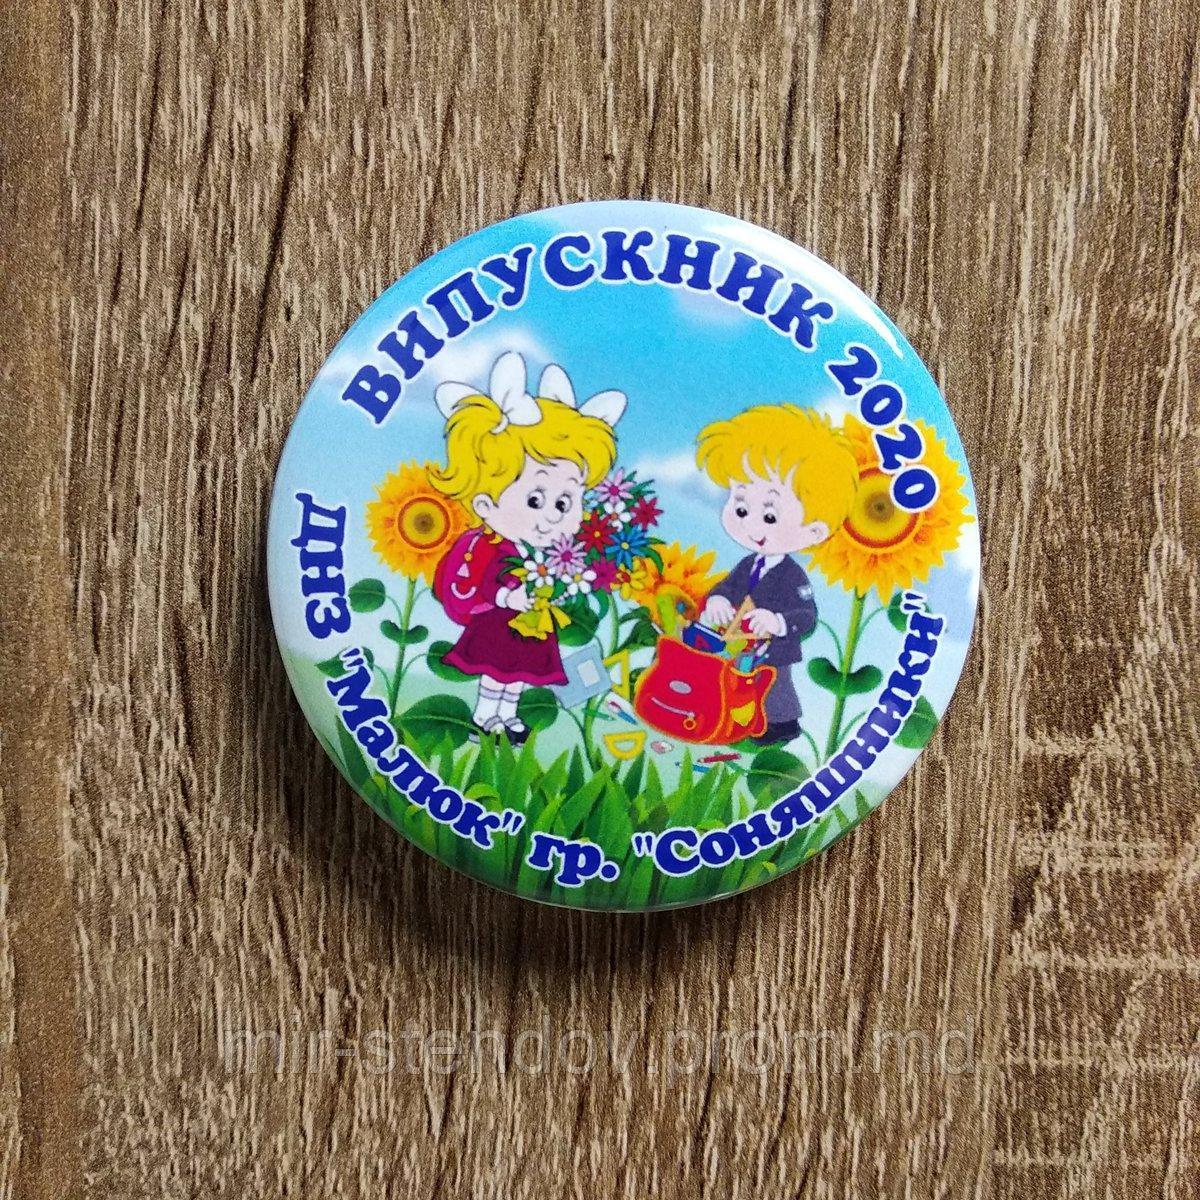 ВИПУСКНИК 2020
ДНЗ "Малюк" гр. "Соняшники"
mir-stendov.prom.md